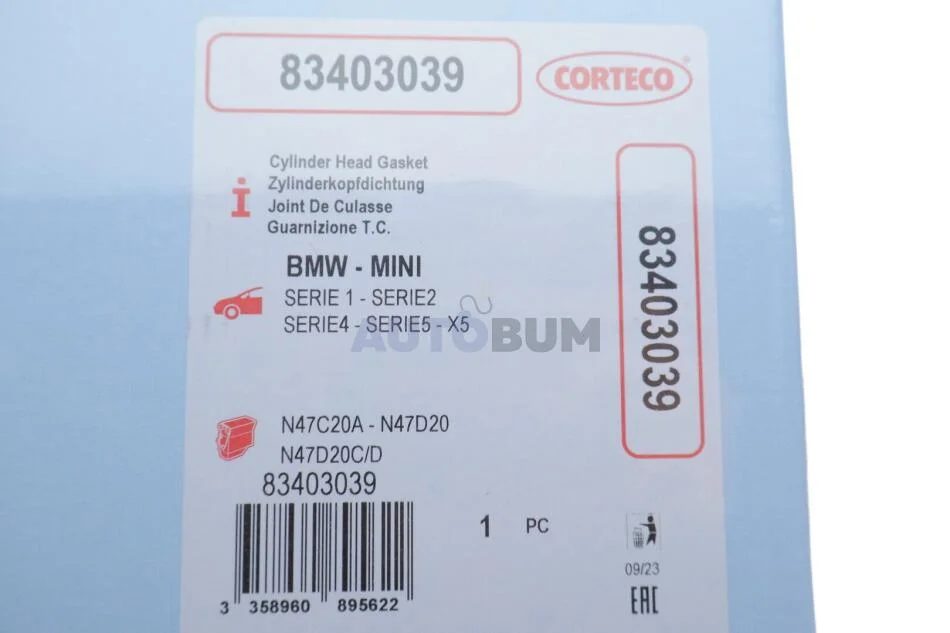 83403039
CORTECO
Cylinder Head Gasket
Zylinderkopfdichtung
Joint De Culasse
Guarnizione T.C.
BMW - MINI
SERIE 1 - SERIE2
SERIE4 - SERIE5 - X5
AUTOBUM
83403039
N47C20A - N47D20
N47D20C/D
83403039
3 358960 895622
1 PC
09/23
EAC